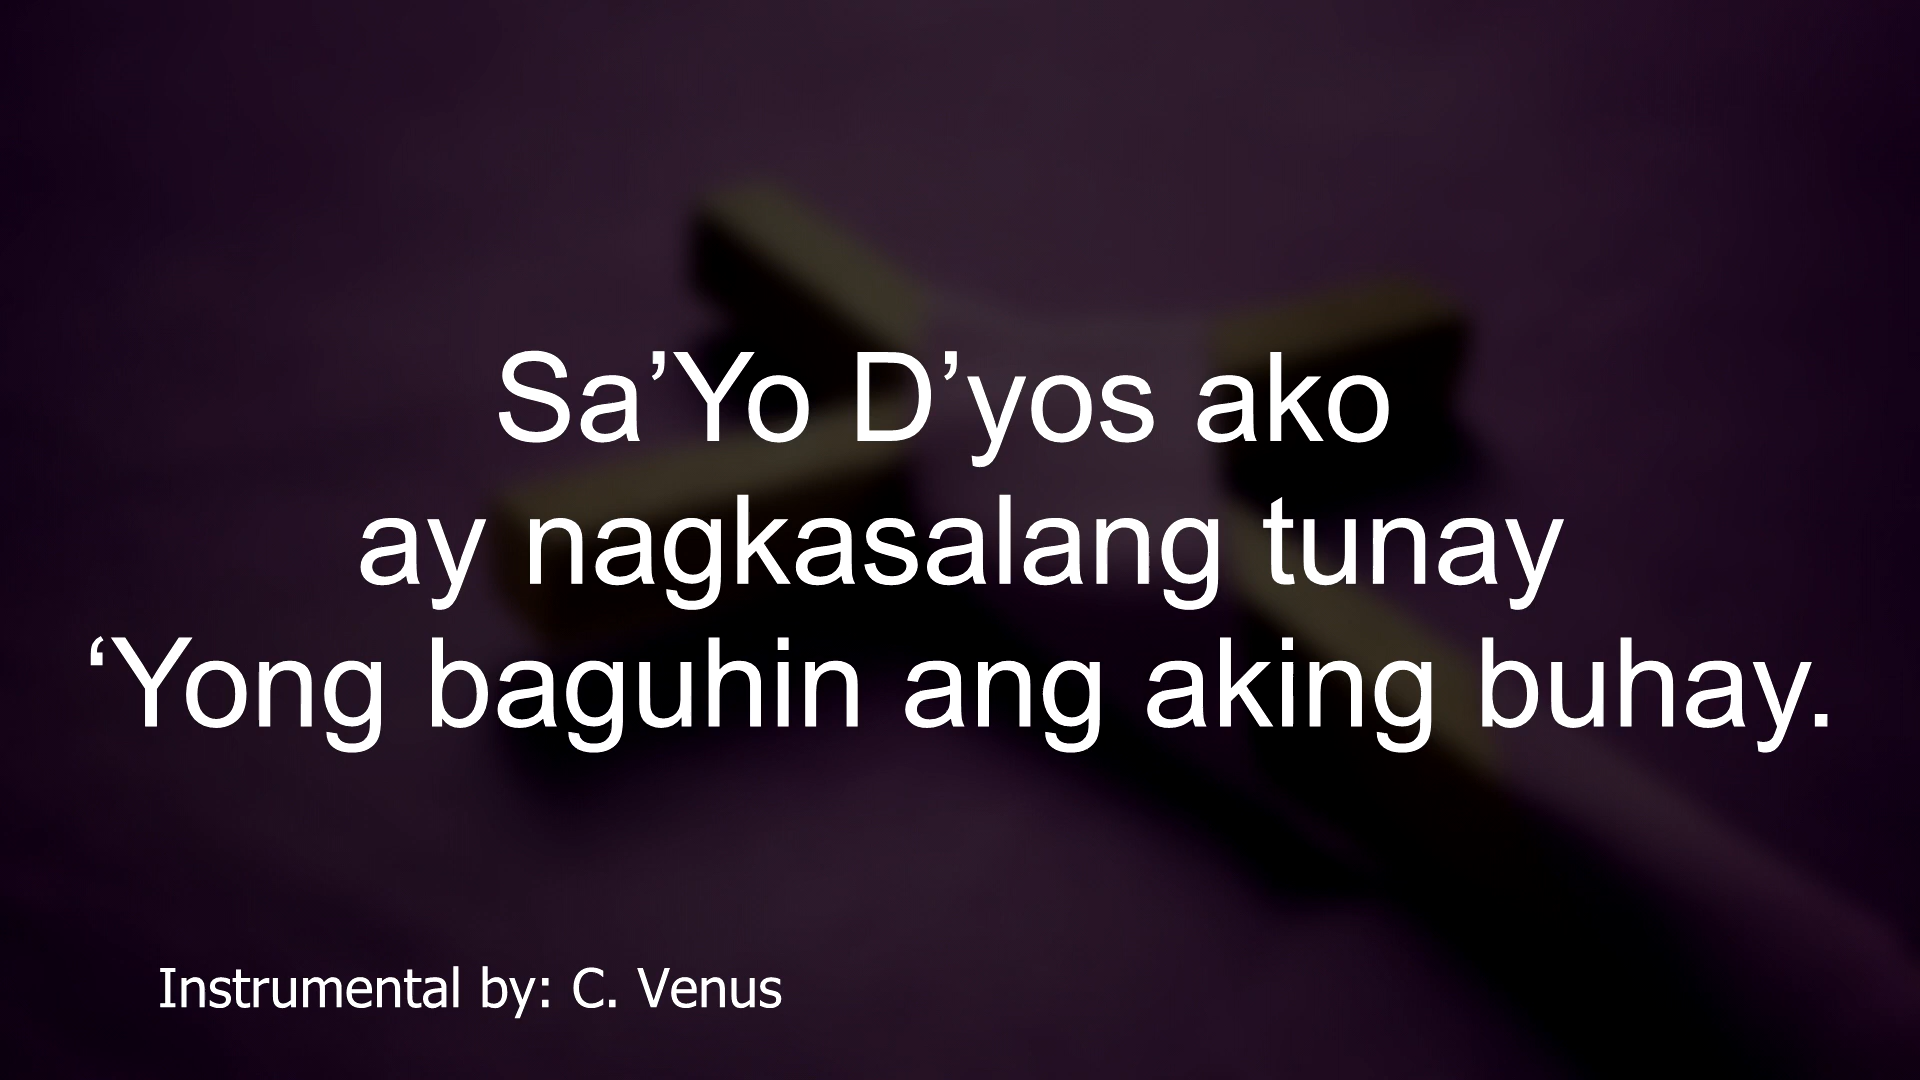 Sa’Yo D’yos ako
ay nagkasalang tunay
‘Yong baguhin ang aking buhay.
Instrumental by: C. Venus